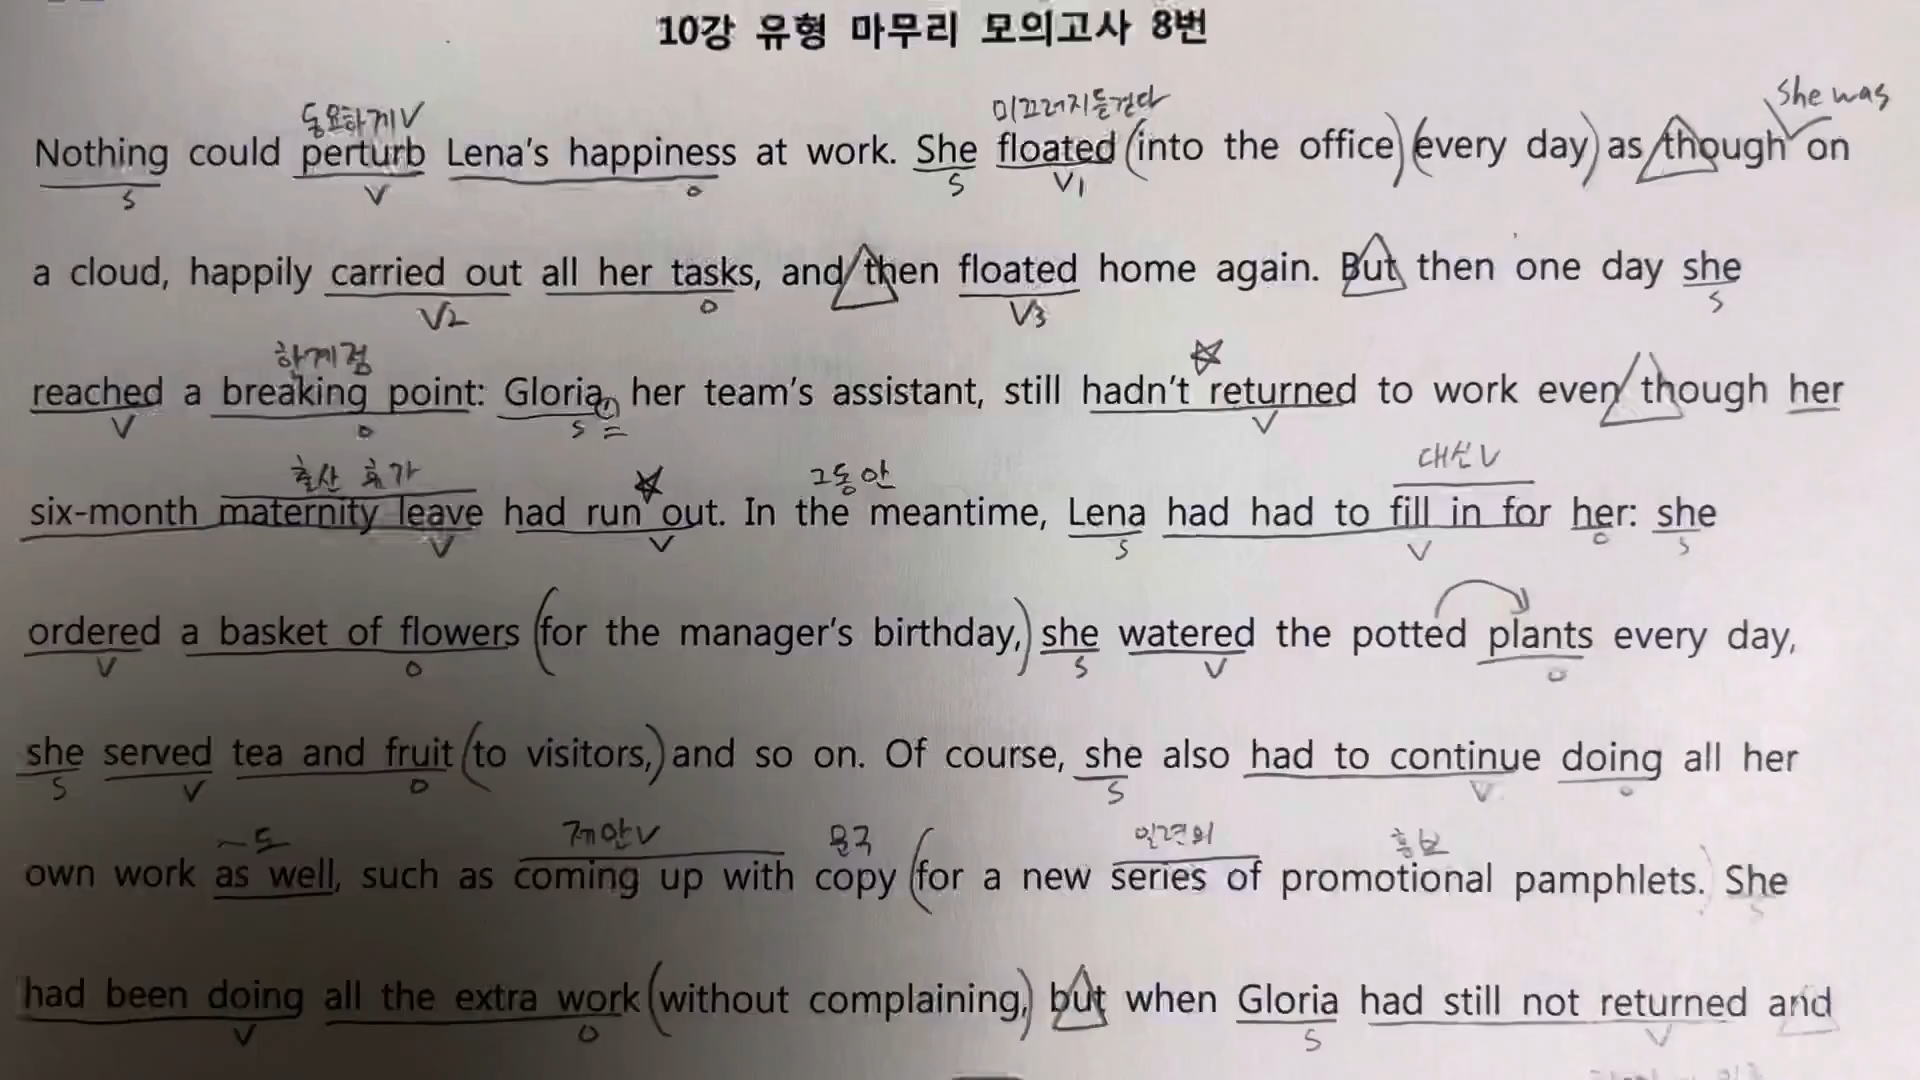 10강 유형 마무리 모의고사 8번
동요하게V 미끄러지듯걷다 she was
Nothing could perturb Lena's happiness at work. She floated (into the office) (every day) as though on
S V O S V1
a cloud, happily carried out all her tasks, and then floated home again. But then one day she
V2 O V3 S
한계점
reached a breaking point: Gloria, her team's assistant, still hadn't returned to work even though her
V O S = V
출산 휴가 그동안 대신V
six-month maternity leave had run out. In the meantime, Lena had had to fill in for her: she
V V S V O S
ordered a basket of flowers (for the manager's birthday,) she watered the potted plants every day,
V O S V O
she served tea and fruit (to visitors,) and so on. Of course, she also had to continue doing all her
S V O S V O
~도 제안V 문구 일련의 홍보
own work as well, such as coming up with copy (for a new series of promotional pamphlets.) She
S
had been doing all the extra work (without complaining,) but when Gloria had still not returned and
V O S V